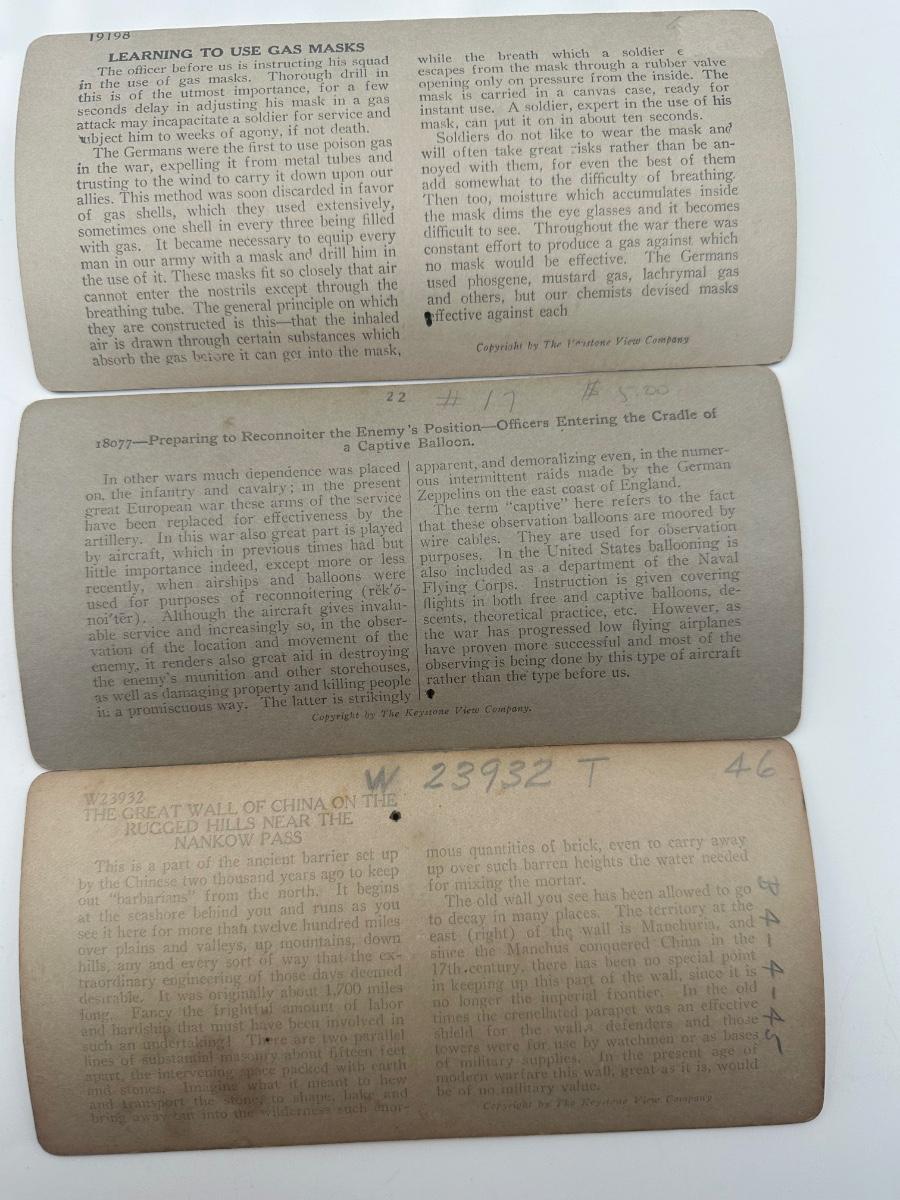 19198
LEARNING TO USE GAS MASKS
The officer before us is instructing his squad
in the use of gas masks. Thorough drill in
this is of the utmost importance, for a few
seconds delay in adjusting his mask in a gas
attack may incapacitate a soldier for service and
subject him to weeks of agony, if not death.
The Germans were the first to use poison gas
in the war, expelling it from metal tubes and
trusting to the wind to carry it down upon our
allies. This method was soon discarded in favor
of gas shells, which they used extensively,
sometimes one shell in every three being filled
with gas. It became necessary to equip every
man in our army with a mask and drill him in
the use of it. These masks fit so closely that air
cannot enter the nostrils except through the
breathing tube. The general principle on which
they are constructed is this—that the inhaled
air is drawn through certain substances which
absorb the gas before it can get into the mask,
while the breath which a soldier e
escapes from the mask through a rubber valve
opening only on pressure from the inside. The
mask is carried in a canvas case, ready for
instant use. A soldier, expert in the use of his
mask, can put it on in about ten seconds.
Soldiers do not like to wear the mask and
will often take great risks rather than be an-
noyed with them, for even the best of them
add somewhat to the difficulty of breathing.
Then too, moisture which accumulates inside
the mask dims the eye glasses and it becomes
difficult to see. Throughout the war there was
constant effort to produce a gas against which
no mask would be effective. The Germans
used phosgene, mustard gas, lachrymal gas
and others, but our chemists devised masks
effective against each
Copyright by The Keystone View Company
22 # 17 $ 5.00
18077—Preparing to Reconnoiter the Enemy's Position—Officers Entering the Cradle of
a Captive Balloon.
In other wars much dependence was placed
on the infantry and cavalry; in the present
great European war these arms of the service
have been replaced for effectiveness by the
artillery. In this war also great part is played
by aircraft, which in previous times had but
little importance indeed, except more or less
recently, when airships and balloons were
used for purposes of reconnoitering (rĕk'ŏ-
noi'tĕr). Although the aircraft gives invalu-
able service and increasingly so, in the obser-
vation of the location and movement of the
enemy, it renders also great aid in destroying
the enemy's munition and other storehouses,
as well as damaging property and killing people
in a promiscuous way. The latter is strikingly
apparent, and demoralizing even, in the numer-
ous intermittent raids made by the German
Zeppelins on the east coast of England.
The term "captive" here refers to the fact
that these observation balloons are moored by
wire cables. They are used for observation
purposes. In the United States ballooning is
also included as a department of the Naval
Flying Corps. Instruction is given covering
flights in both free and captive balloons, de-
scents, theoretical practice, etc. However, as
the war has progressed low flying airplanes
have proven more successful and most of the
observing is being done by this type of aircraft
rather than the type before us.
Copyright by The Keystone View Company.
W 23932 T 46
W23932
THE GREAT WALL OF CHINA ON THE
RUGGED HILLS NEAR THE
NANKOW PASS
This is a part of the ancient barrier set up
by the Chinese two thousand years ago to keep
out "barbarians" from the north. It begins
at the seashore behind you and runs as you
see it here for more than twelve hundred miles
over plains and valleys, up mountains, down
hills, any and every sort of way that the ex-
traordinary engineering of those days deemed
desirable. It was originally about 1,700 miles
long. Fancy the frightful amount of labor
and hardship that must have been involved in
such an undertaking! There are two parallel
lines of substantial masonry about fifteen feet
apart, the intervening space packed with earth
and stones. Imagine what it meant to hew
and transport the stone, to shape, bake and
bring away out into the wilderness such enor-
mous quantities of brick, even to carry away
up over such barren heights the water needed
for mixing the mortar.
The old wall you see has been allowed to go
to decay in many places. The territory at the
east (right) of the wall is Manchuria, and
since the Manchus conquered China in the
17th century, there has been no special point
in keeping up this part of the wall, since it is
no longer the imperial frontier. In the old
times the crenellated parapet was an effective
shield for the wall's defenders and those
towers were for use by watchmen or as bases
of military supplies. In the present age of
modern warfare this wall, great as it is, would
be of no military value.
Copyright by The Keystone View Company